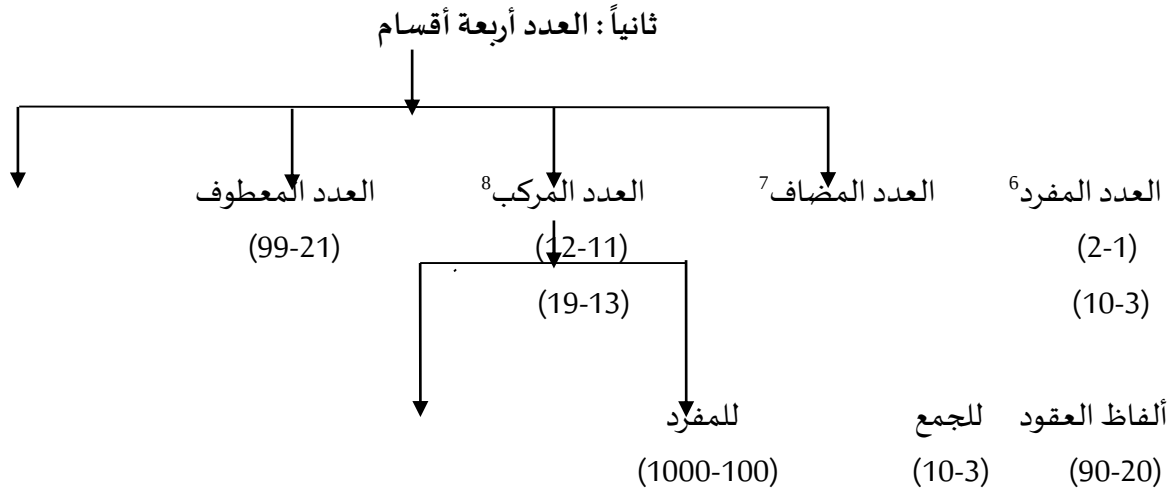 ثانياً : العدد أربعة أقسام
العدد المفرد6 العدد المضاف7 العدد المركب8 العدد المعطوف
(2-1) (12-11) (99-21)
(10-3) (19-13)
ألفاظ العقود للجمع للمفرد
(90-20) (10-3) (1000-100)